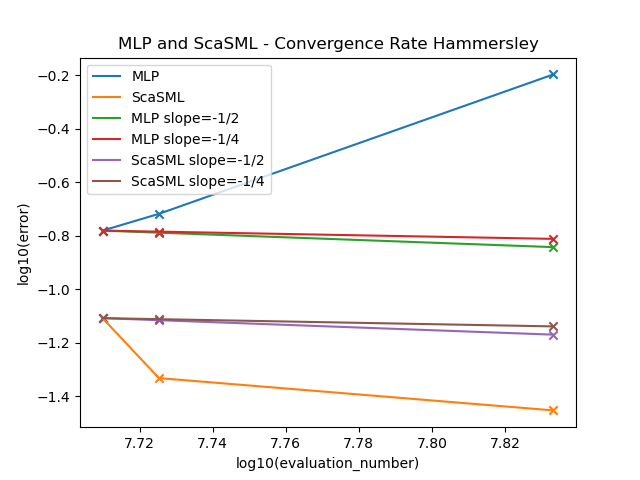 MLP and ScaSML - Convergence Rate Hammersley
MLP
ScaSML
MLP slope=-1/2
MLP slope=-1/4
ScaSML slope=-1/2
ScaSML slope=-1/4
−0.2
−0.4
−0.6
−0.8
−1.0
−1.2
−1.4
log10(error)
7.72 7.74 7.76 7.78 7.80 7.82
log10(evaluation_number)